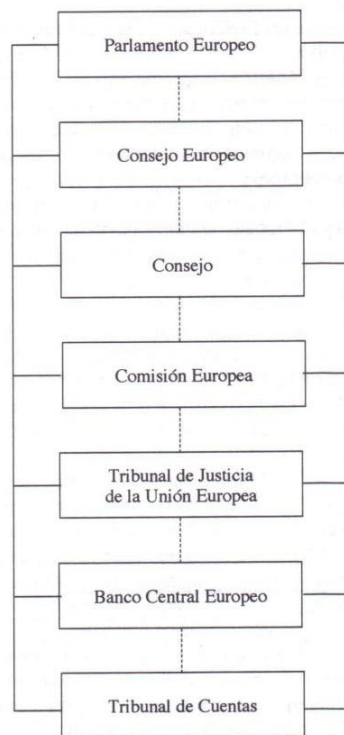 Parlamento Europeo
Consejo Europeo
Consejo
Comisión Europea
Tribunal de Justicia
de la Unión Europea
Banco Central Europeo
Tribunal de Cuentas